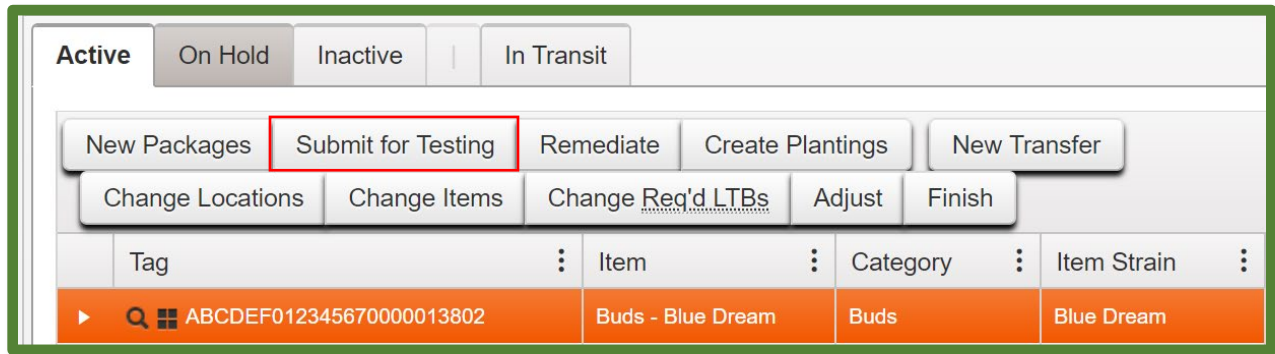 Active On Hold Inactive | In Transit
New Packages Submit for Testing Remediate Create Plantings New Transfer
Change Locations Change Items Change Req'd LTBs Adjust Finish
Tag Item Category Item Strain
ABCDEF012345670000013802 Buds - Blue Dream Buds Blue Dream